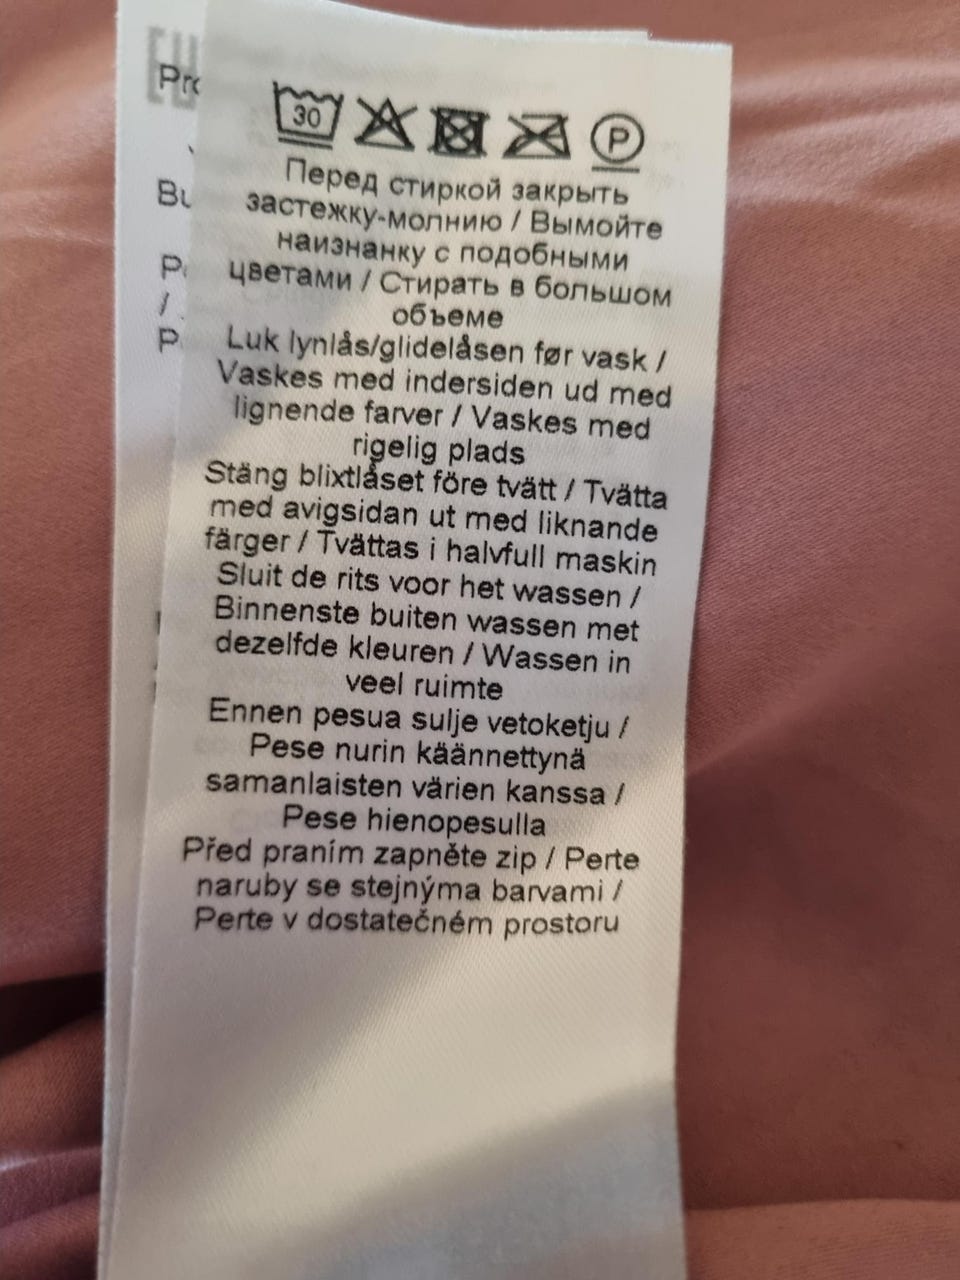 30 P
Перед стиркой закрыть
застежку-молнию / Вымойте
наизнанку с подобными
цветами / Стирать в большом
объеме
Luk lynlås/glidelåsen før vask /
Vaskes med indersiden ud med
lignende farver / Vaskes med
rigelig plads
Stäng blixtlåset före tvätt / Tvätta
med avigsidan ut med liknande
färger / Tvättas i halvfull maskin
Sluit de rits voor het wassen /
Binnenste buiten wassen met
dezelfde kleuren / Wassen in
veel ruimte
Ennen pesua sulje vetoketju /
Pese nurin käännettynä
samanlaisten värien kanssa /
Pese hienopesulla
Před praním zapněte zip / Perte
naruby se stejnýma barvami /
Perte v dostatečném prostoru